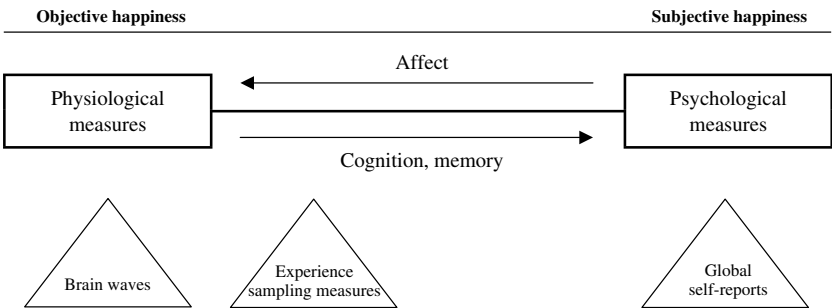 Objective happiness
Subjective happiness
Affect
Physiological
measures
Psychological
measures
Cognition, memory
Brain waves
Experience
sampling measures
Global
self-reports